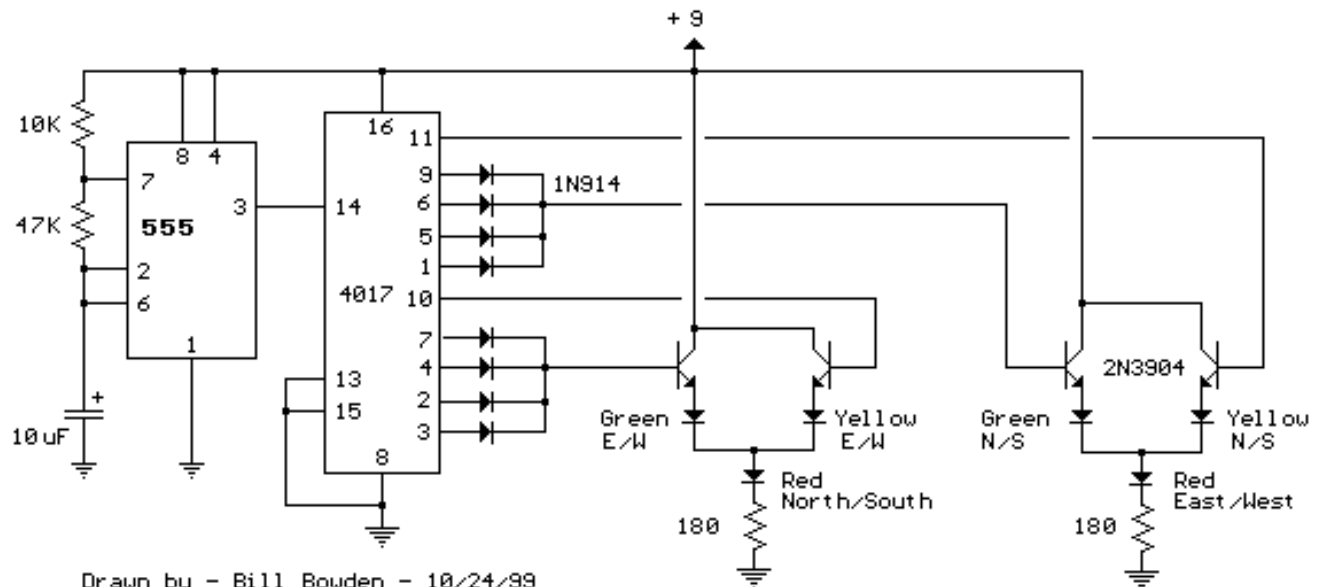 + 9
10K
47K
10uF
8 4
7
3
555
2
6
1
16
11
9
6
5
1
14
4017
10
7
4
2
3
13
15
8
1N914
2N3904
Green
E/W
Yellow
E/W
Green
N/S
Yellow
N/S
Red
North/South
180
Red
East/West
180
Drawn by - Bill Bowden - 10/24/99